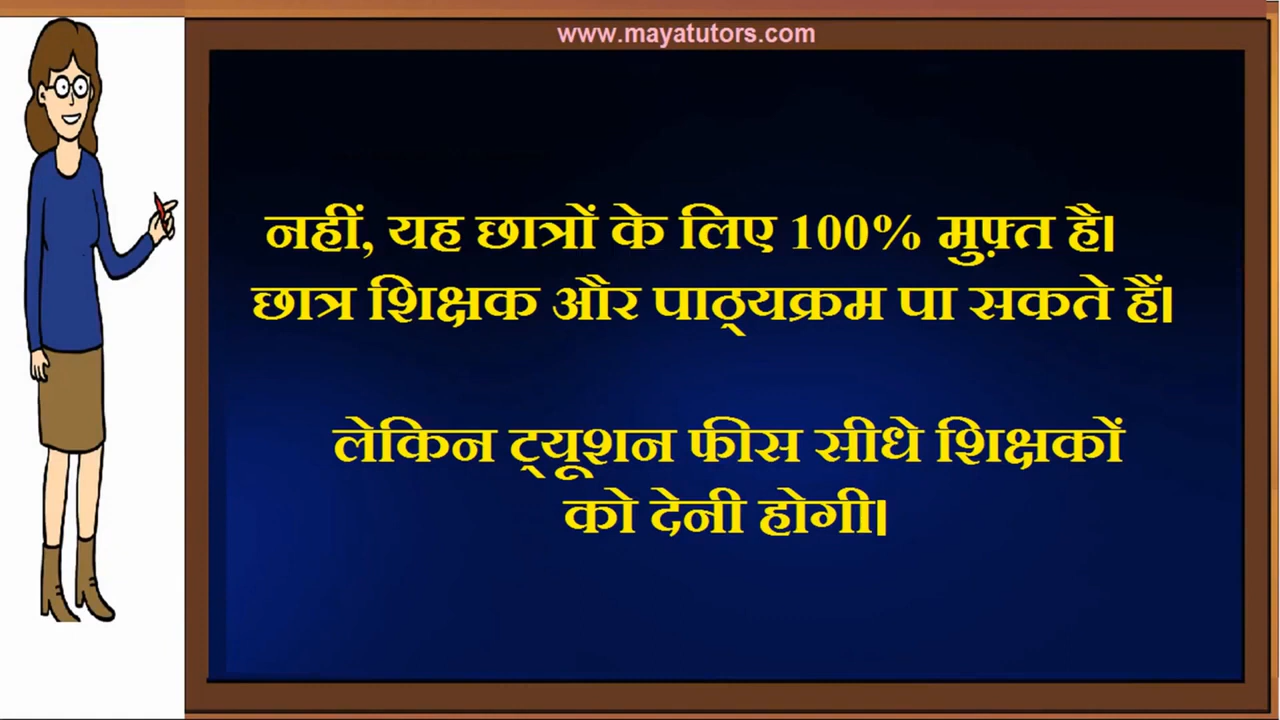 www.mayatutors.com
नहीं, यह छात्रों के लिए 100% मुफ़्त है।
छात्र शिक्षक और पाठ्यक्रम पा सकते हैं।
लेकिन ट्यूशन फीस सीधे शिक्षकों
को देनी होगी।